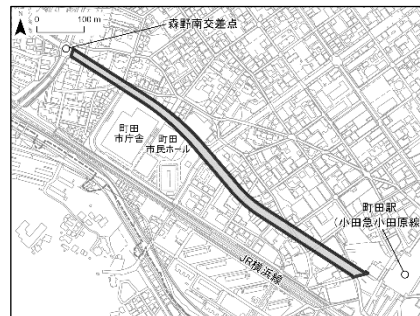 0 100 m
N
森野南交差点
町田
市庁舎
町田
市民ホール
町田駅
(小田急小田原線)
JR横浜線